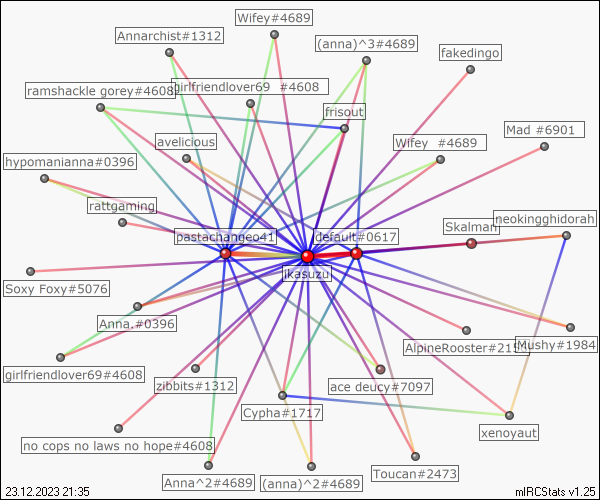 Wifey#4689
Annarchist#1312
(anna)^3#4689
fakedingo
ramshackle gorey#4608
girlfriendlover69 #4608
frisout
Mad #6901
avelicious
Wifey #4689
hypomanianna#0396
rattgaming
Skalman
neokingghidorah
pastachangeo41
default#0617
ikasuzu
Soxy Foxy#5076
Anna.#0396
AlpineRooster#215
Mushy#1984
girlfriendlover69#4608
zibbits#1312
ace deucy#7097
Cypha#1717
xenoyaut
no cops no laws no hope#4608
Anna^2#4689
(anna)^2#4689
Toucan#2473
23.12.2023 21:35
mIRCStats v1.25